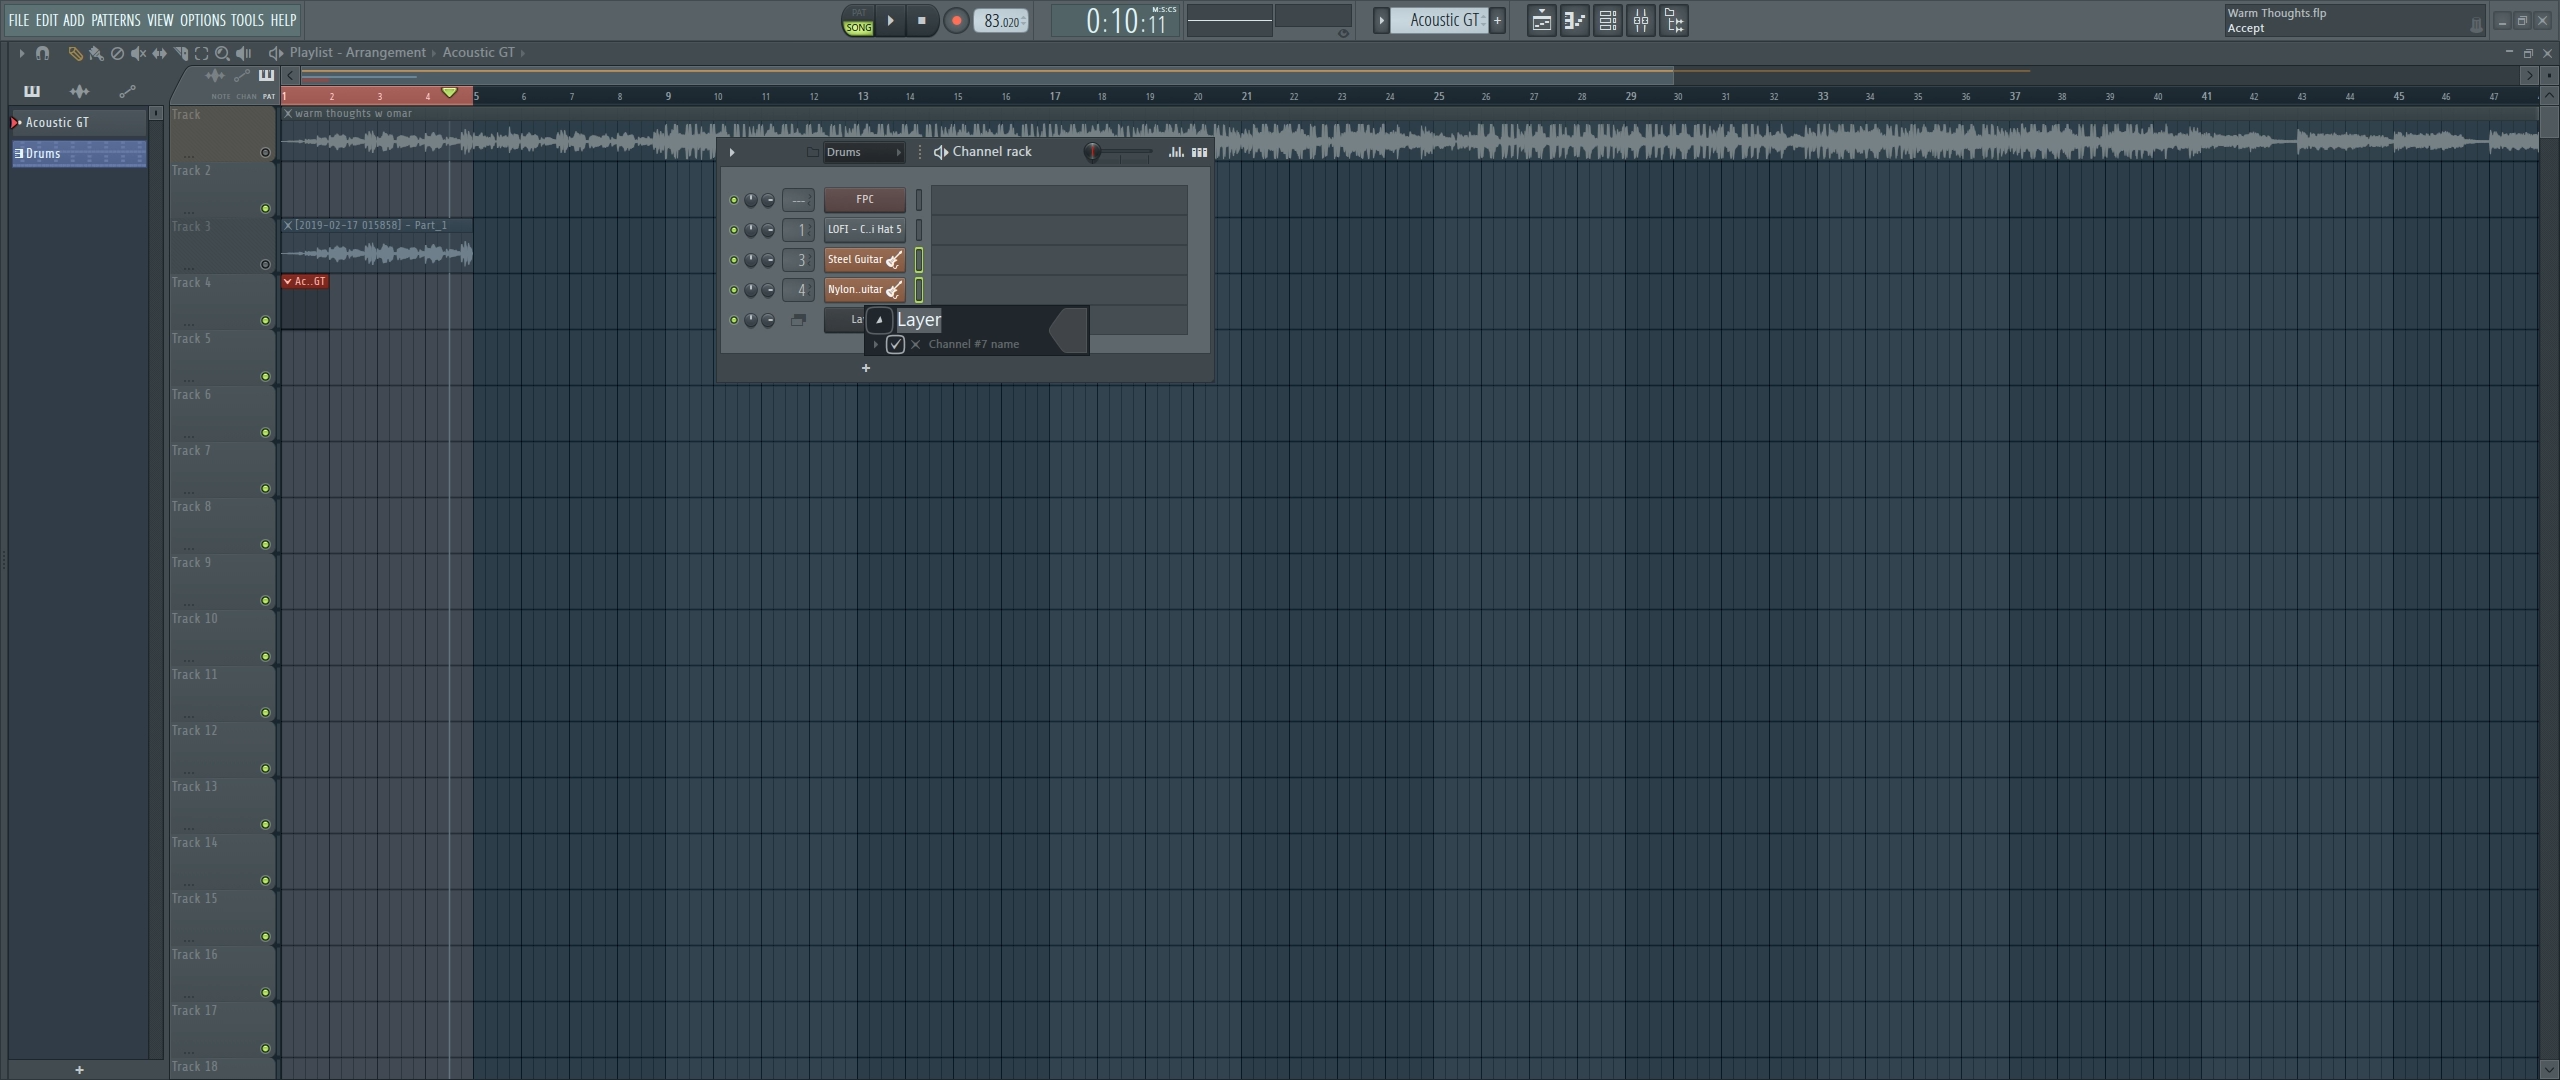 FILE EDIT ADD PATTERNS VIEW OPTIONS TOOLS HELP
PAT
SONG
83.020
0:10:11
M:S:CS
Acoustic GT
+
Warm Thoughts.flp
Accept
Playlist - Arrangement › Acoustic GT ›
NOTE CHAN PAT
1 2 3 4 5 6 7 8 9 10 11 12 13 14 15 16 17 18 19 20 21 22 23 24 25 26 27 28 29 30 31 32 33 34 35 36 37 38 39 40 41 42 43 44 45 46 47
Acoustic GT
Drums
Track
warm thoughts w omar
Track 2
Track 3
[2019-02-17 015858] - Part_1
Track 4
Ac..GT
Track 5
Track 6
Track 7
Track 8
Track 9
Track 10
Track 11
Track 12
Track 13
Track 14
Track 15
Track 16
Track 17
Track 18
+
Drums
Channel rack
--- FPC
1 LOFI - C..i Hat 5
3 Steel Guitar
4 Nylon..uitar
La
Layer
Channel #7 name
+